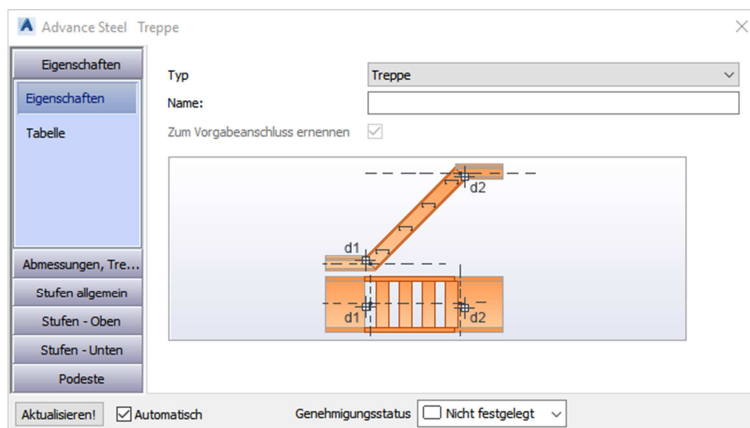 Advance Steel Treppe
Eigenschaften
Eigenschaften
Tabelle
Abmessungen, Tre...
Stufen allgemein
Stufen - Oben
Stufen - Unten
Podeste
Typ Treppe
Name:
Zum Vorgabeanschluss ernennen
d2
d1
d1 d2
Aktualisieren! Automatisch Genehmigungsstatus Nicht festgelegt